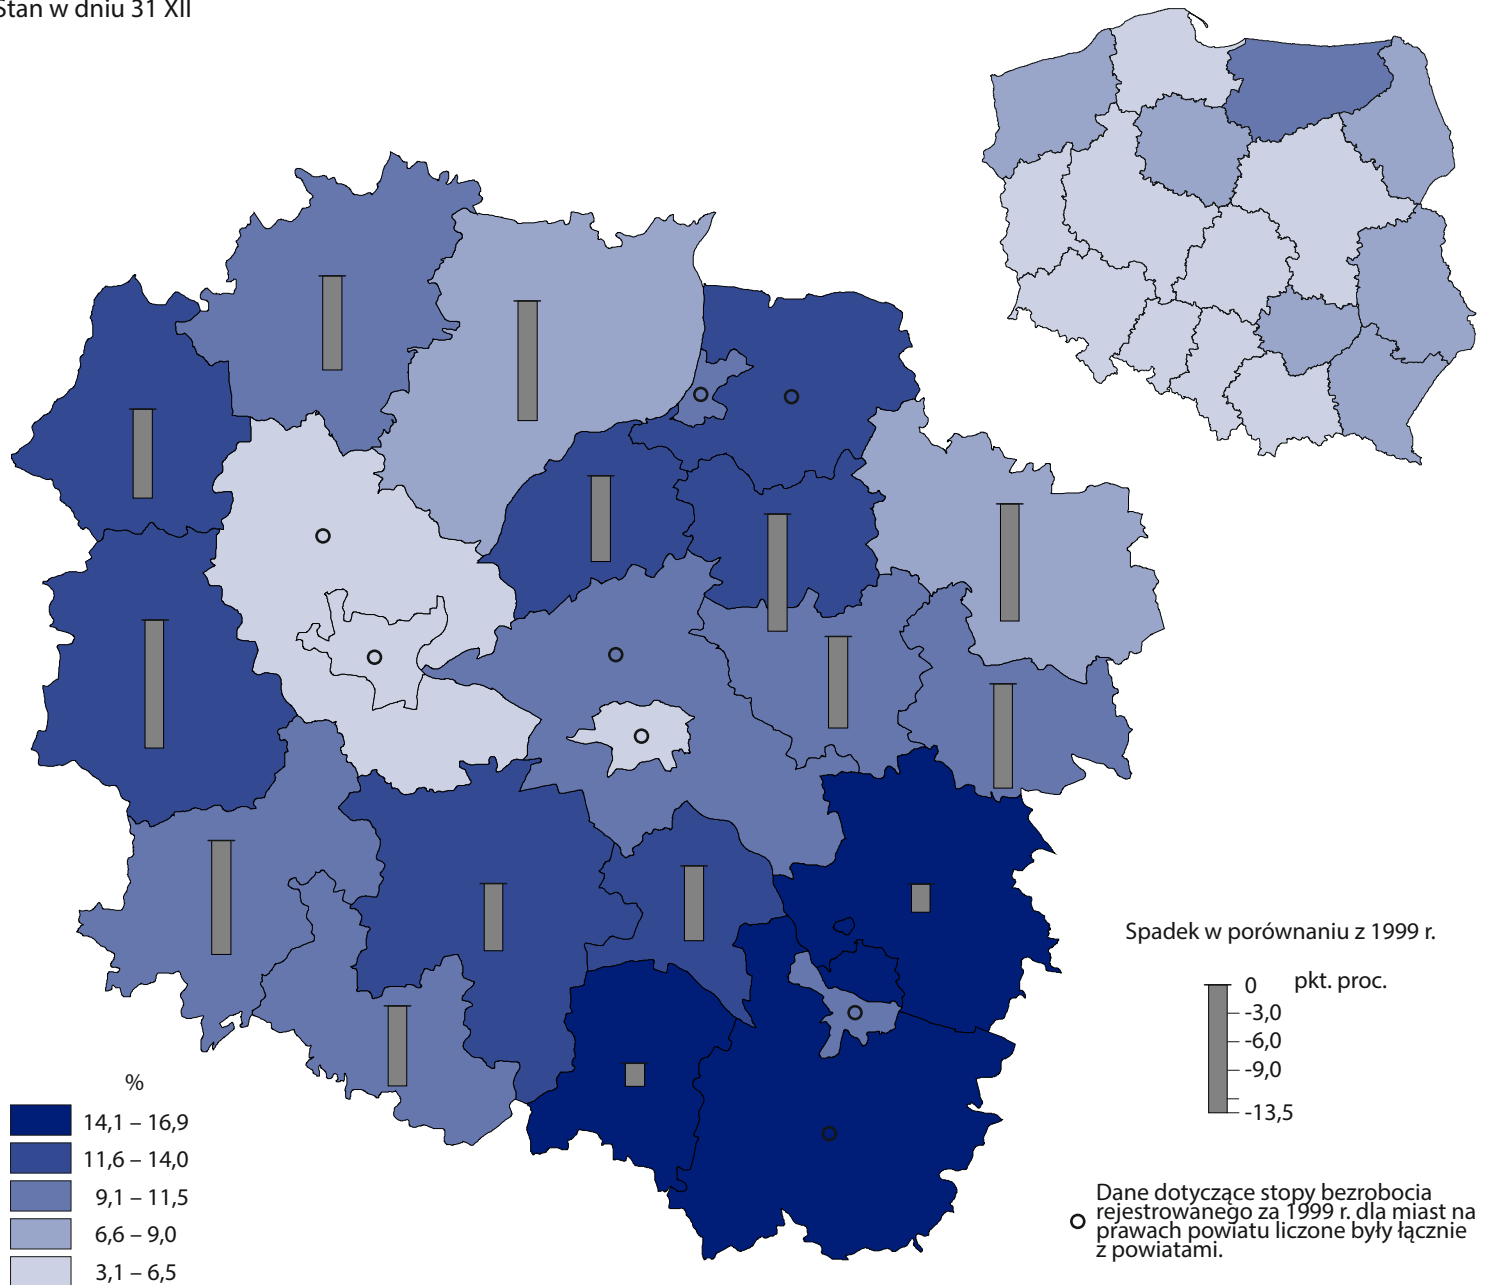 Stan w dniu 31 XII
Spadek w porównaniu z 1999 r.
0 pkt. proc.
-3,0
-6,0
-9,0
-13,5
%
14,1 – 16,9
11,6 – 14,0
9,1 – 11,5
6,6 – 9,0
3,1 – 6,5
Dane dotyczące stopy bezrobocia
rejestrowanego za 1999 r. dla miast na
prawach powiatu liczone były łącznie
z powiatami.